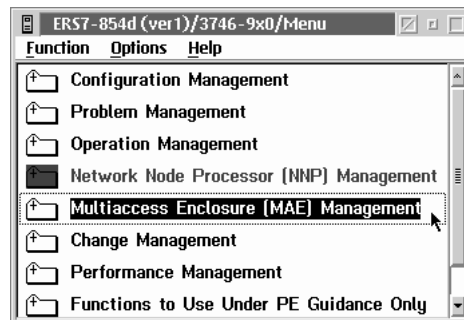 ERS7-854d (ver1)/3746-9x0/Menu
Function Options Help
Configuration Management
Problem Management
Operation Management
Network Node Processor (NNP) Management
Multiaccess Enclosure (MAE) Management
Change Management
Performance Management
Functions to Use Under PE Guidance Only